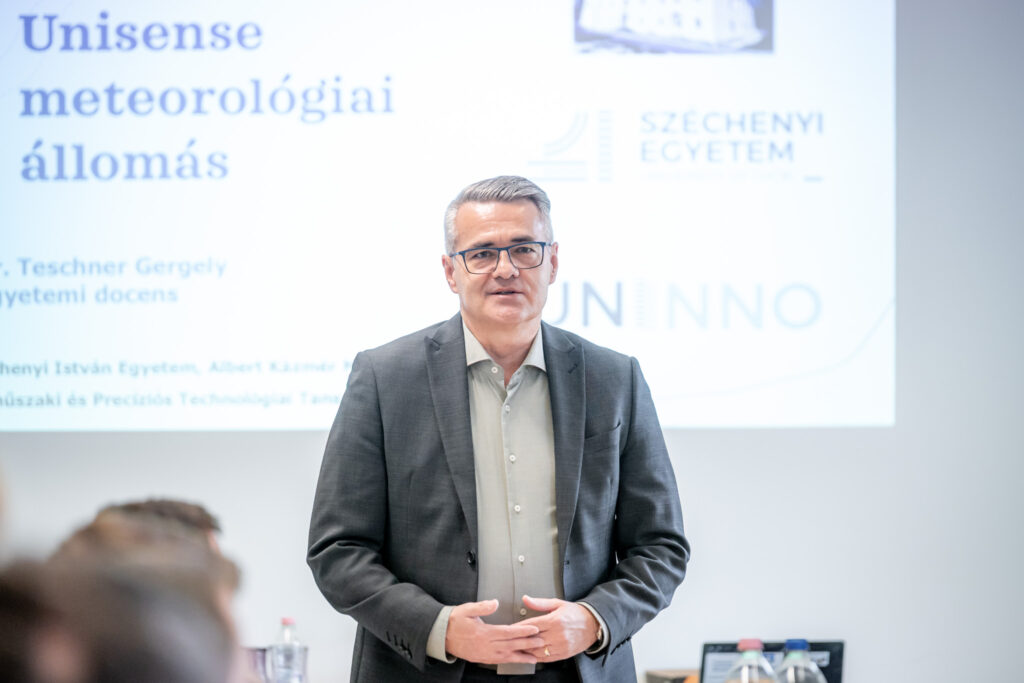 Unisense
meteorológiai
állomás
SZÉCHENYI
EGYETEM
r. Teschner Gergely
gyetemi docens
UNINNO
henyi István Egyetem, Albert Kázmér
űszaki és Precíziós Technológiai Tans